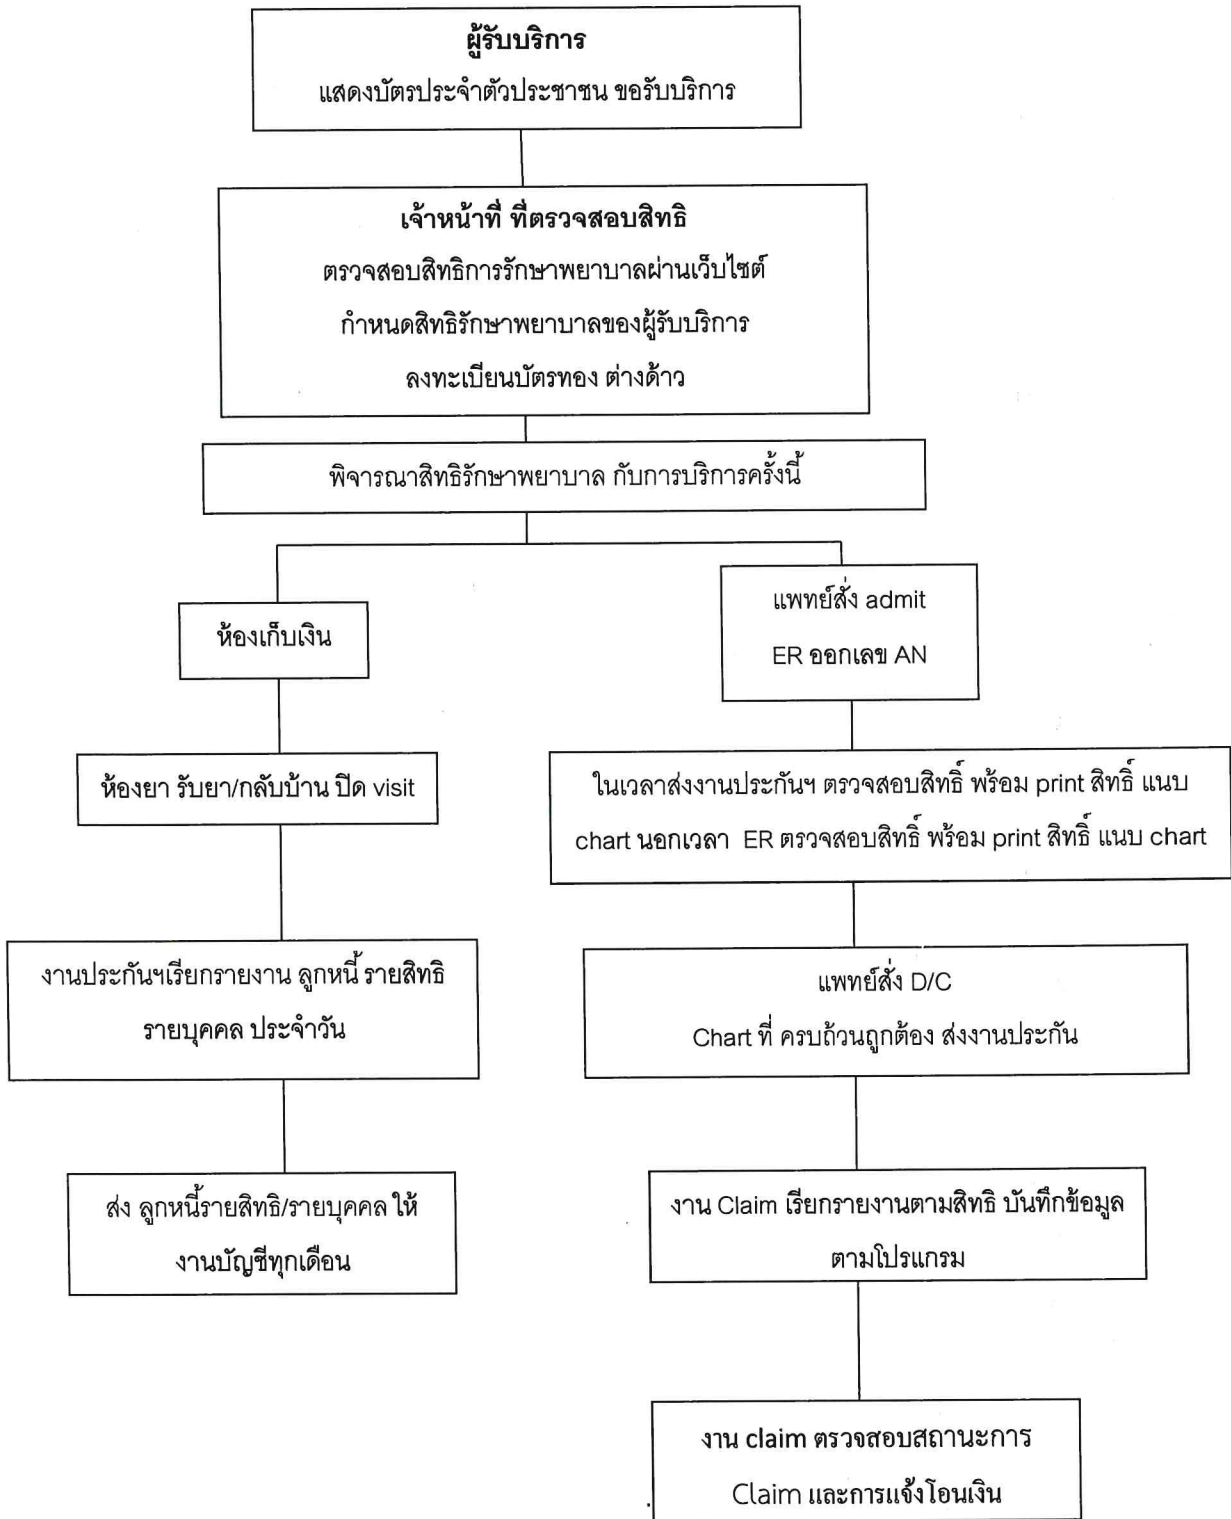 ผู้รับบริการ
แสดงบัตรประจำตัวประชาชน ขอรับบริการ
เจ้าหน้าที่ ที่ตรวจสอบสิทธิ
ตรวจสอบสิทธิการรักษาพยาบาลผ่านเว็บไซต์
กำหนดสิทธิรักษาพยาบาลของผู้รับบริการ
ลงทะเบียนบัตรทอง ต่างด้าว
พิจารณาสิทธิรักษาพยาบาล กับการบริการครั้งนี้
ห้องเก็บเงิน
ห้องยา รับยา/กลับบ้าน ปิด visit
งานประกันฯเรียกรายงาน ลูกหนี้ รายสิทธิ
รายบุคคล ประจำวัน
ส่ง ลูกหนี้รายสิทธิ/รายบุคคล ให้
งานบัญชีทุกเดือน
แพทย์สั่ง admit
ER ออกเลข AN
ในเวลาส่งงานประกันฯ ตรวจสอบสิทธิ์ พร้อม print สิทธิ์ แนบ
chart นอกเวลา ER ตรวจสอบสิทธิ์ พร้อม print สิทธิ์ แนบ chart
แพทย์สั่ง D/C
Chart ที่ ครบถ้วนถูกต้อง ส่งงานประกัน
งาน Claim เรียกรายงานตามสิทธิ บันทึกข้อมูล
ตามโปรแกรม
งาน claim ตรวจสอบสถานะการ
Claim และการแจ้งโอนเงิน